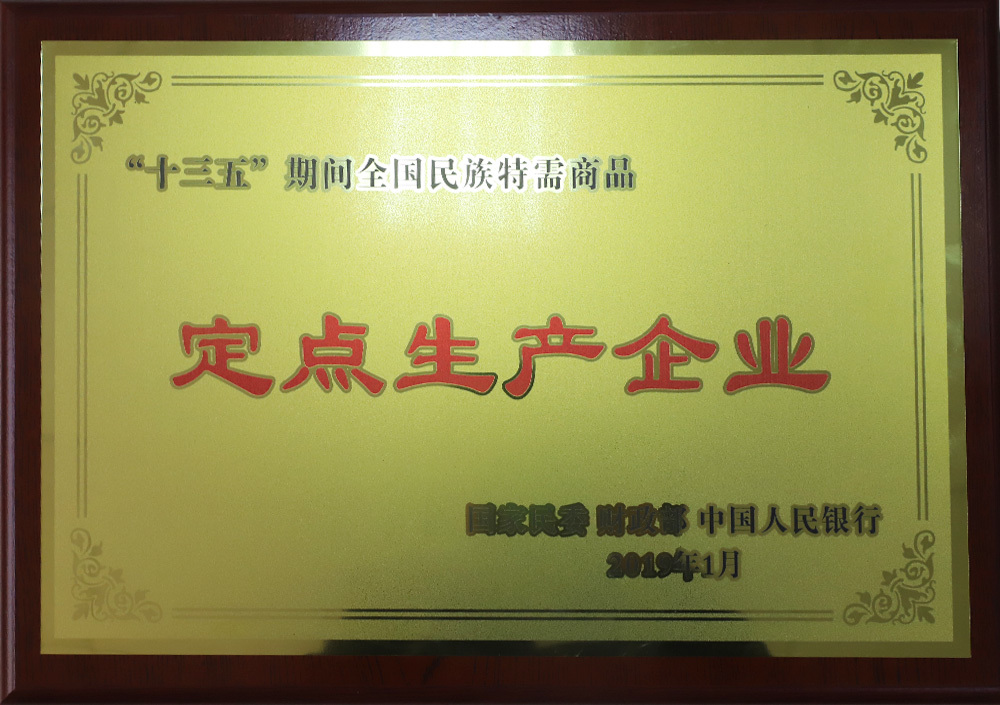 “十三五”期间全国民族特需商品
定点生产企业
国家民委 财政部 中国人民银行
2019年1月